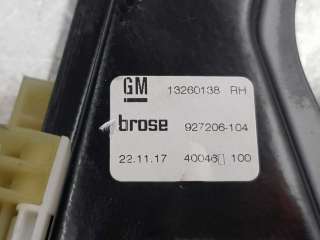 GM 13260138 RH
brose 927206-104
22.11.17 40046▯ 100